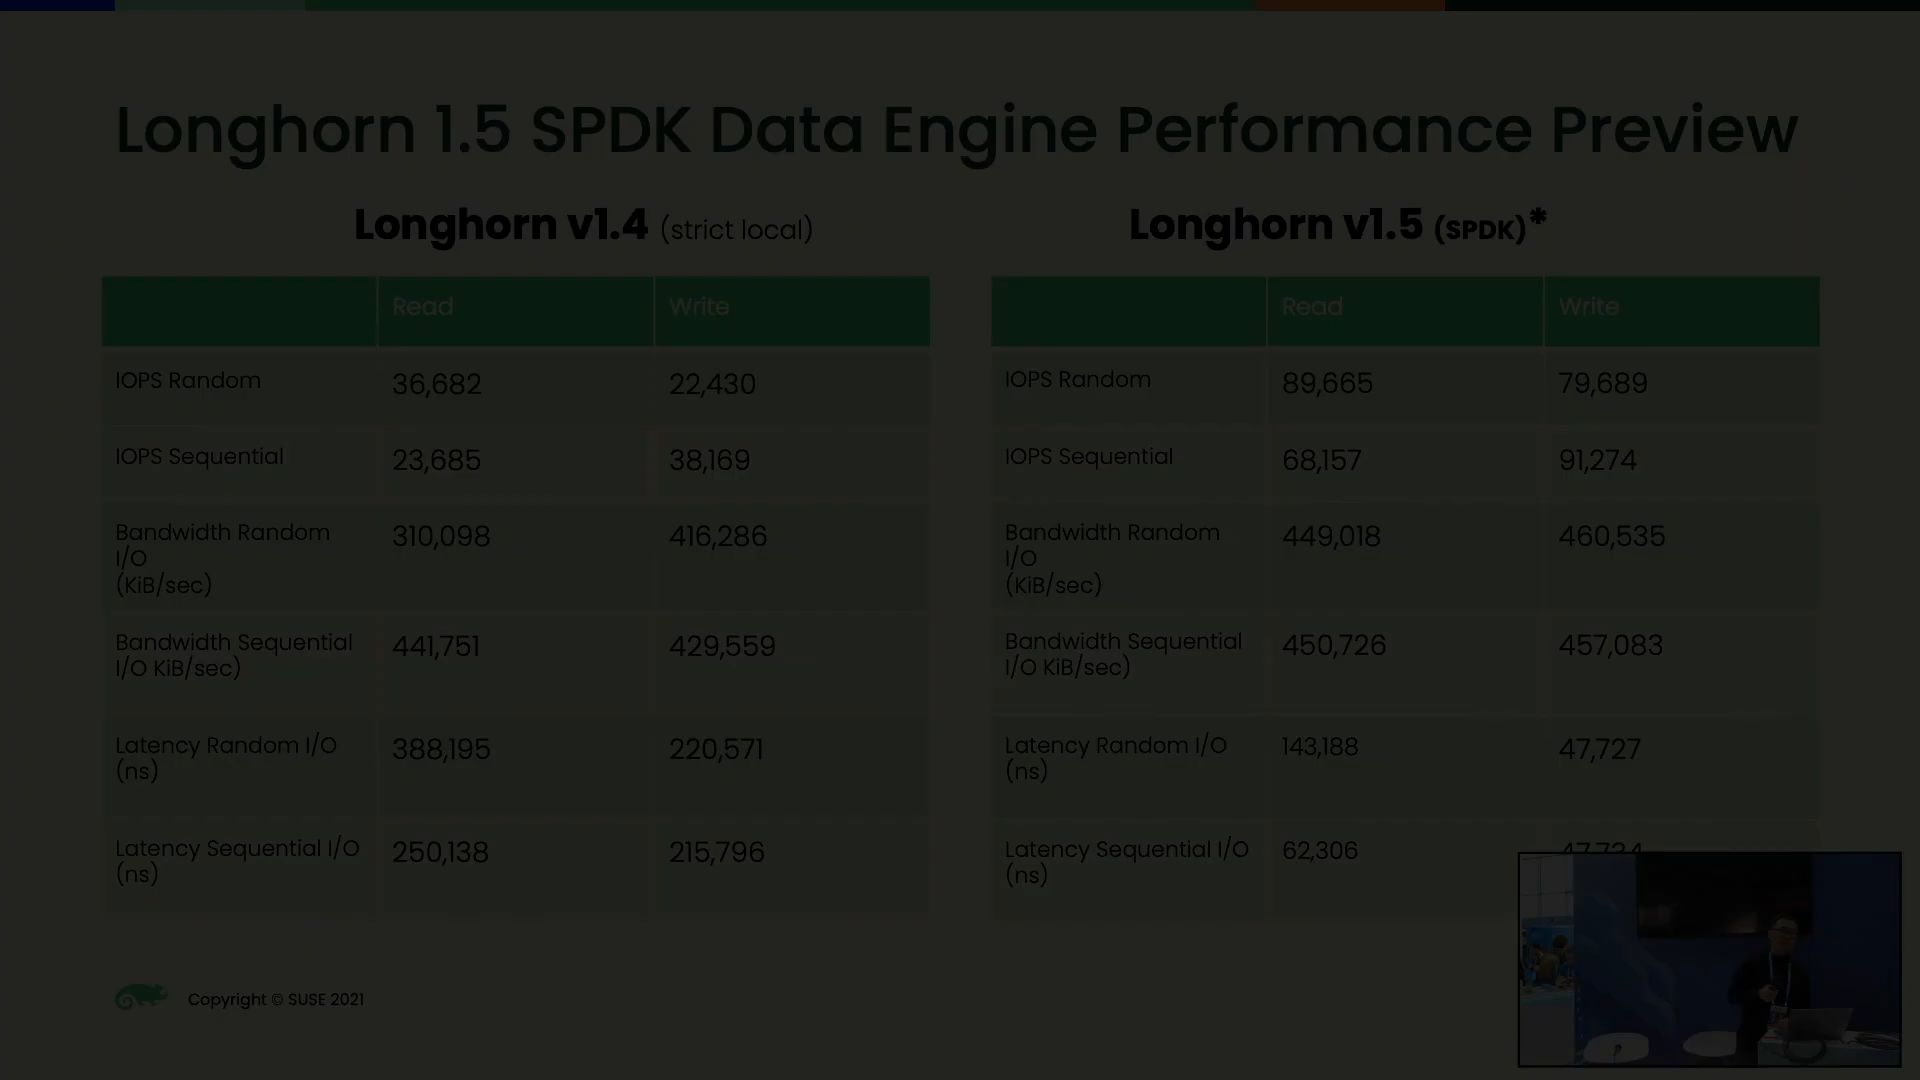 Longhorn 1.5 SPDK Data Engine Performance Preview
Longhorn v1.4 (strict local)
Read Write
IOPS Random 36,682 22,430
IOPS Sequential 23,685 38,169
Bandwidth Random 310,098 416,286
I/O
(KiB/sec)
Bandwidth Sequential 441,751 429,559
I/O KiB/sec)
Latency Random I/O 388,195 220,571
(ns)
Latency Sequential I/O 250,138 215,796
(ns)
Longhorn v1.5 (SPDK)*
Read Write
IOPS Random 89,665 79,689
IOPS Sequential 68,157 91,274
Bandwidth Random 449,018 460,535
I/O
(KiB/sec)
Bandwidth Sequential 450,726 457,083
I/O KiB/sec)
Latency Random I/O 143,188 47,727
(ns)
Latency Sequential I/O 62,306
(ns)
Copyright © SUSE 2021